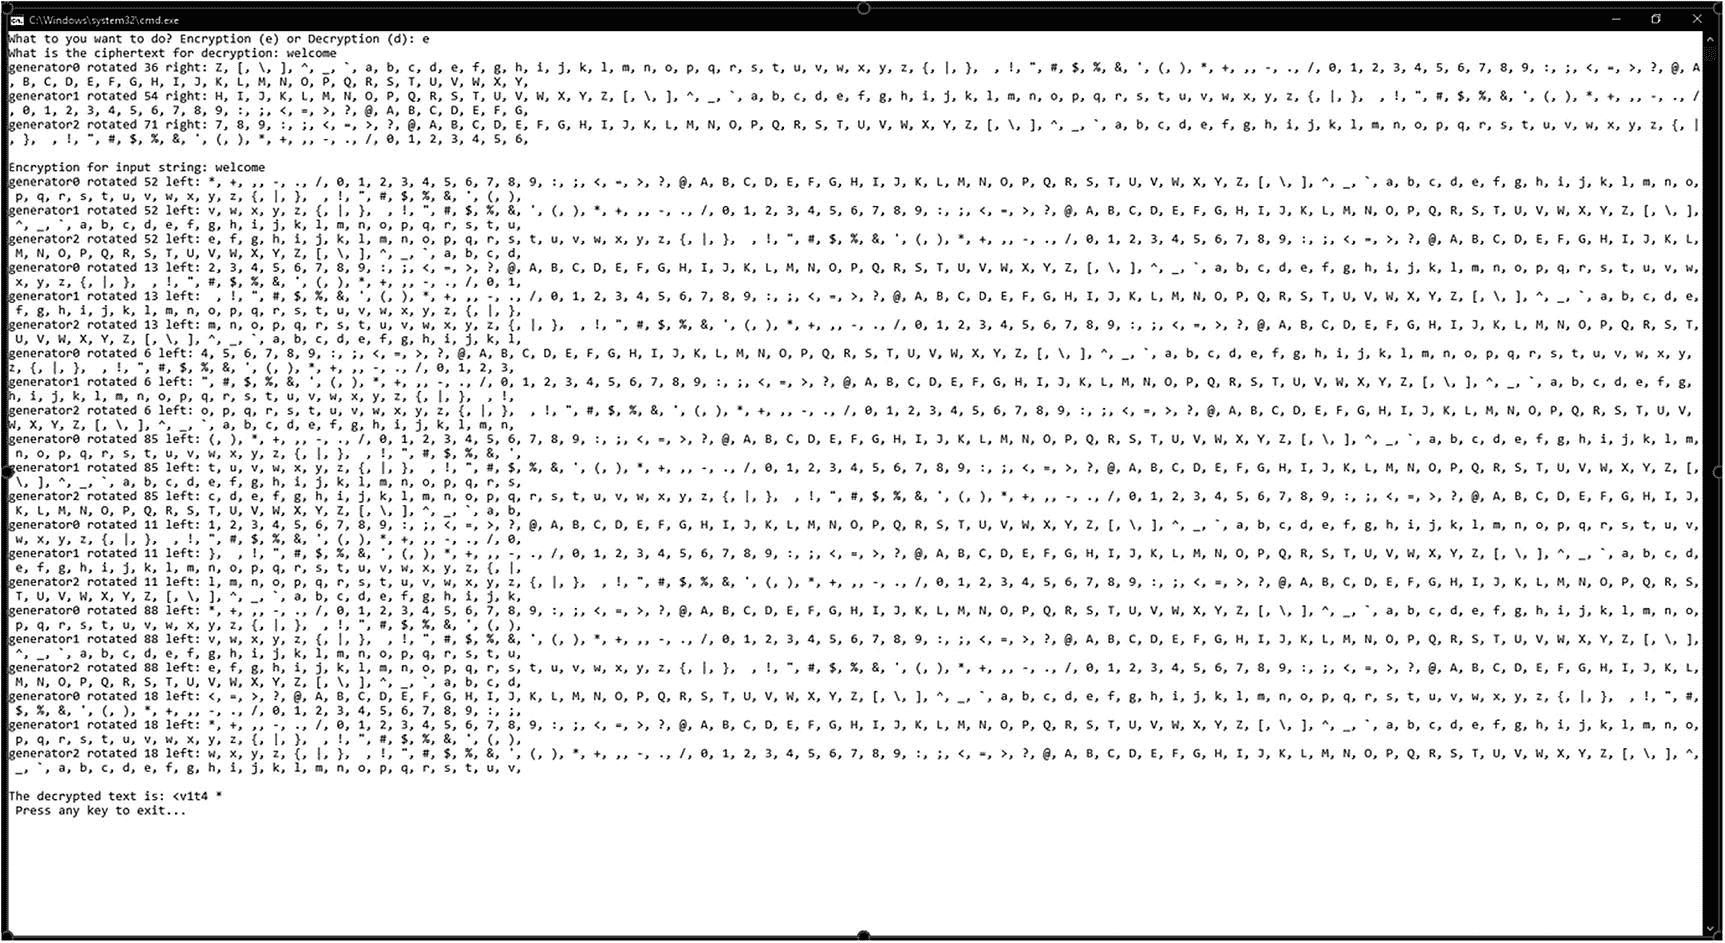 C:\Windows\system32\cmd.exe
What to you want to do? Encryption (e) or Decryption (d): e
What is the ciphertext for decryption: welcome
generator0 rotated 36 right: Z, [, \, ], ^, _, `, a, b, c, d, e, f, g, h, i, j, k, l, m, n, o, p, q, r, s, t, u, v, w, x, y, z, {, |, },  , !, ", #, $, %, &, ', (, ), *, +, ,, -, ., /, 0, 1, 2, 3, 4, 5, 6, 7, 8, 9, :, ;, <, =, >, ?, @, A
, B, C, D, E, F, G, H, I, J, K, L, M, N, O, P, Q, R, S, T, U, V, W, X, Y,
generator1 rotated 54 right: H, I, J, K, L, M, N, O, P, Q, R, S, T, U, V, W, X, Y, Z, [, \, ], ^, _, `, a, b, c, d, e, f, g, h, i, j, k, l, m, n, o, p, q, r, s, t, u, v, w, x, y, z, {, |, },  , !, ", #, $, %, &, ', (, ), *, +, ,, -, ., /
, 0, 1, 2, 3, 4, 5, 6, 7, 8, 9, :, ;, <, =, >, ?, @, A, B, C, D, E, F, G,
generator2 rotated 71 right: 7, 8, 9, :, ;, <, =, >, ?, @, A, B, C, D, E, F, G, H, I, J, K, L, M, N, O, P, Q, R, S, T, U, V, W, X, Y, Z, [, \, ], ^, _, `, a, b, c, d, e, f, g, h, i, j, k, l, m, n, o, p, q, r, s, t, u, v, w, x, y, z, {, |
, },  , !, ", #, $, %, &, ', (, ), *, +, ,, -, ., /, 0, 1, 2, 3, 4, 5, 6,
Encryption for input string: welcome
generator0 rotated 52 left: *, +, ,, -, ., /, 0, 1, 2, 3, 4, 5, 6, 7, 8, 9, :, ;, <, =, >, ?, @, A, B, C, D, E, F, G, H, I, J, K, L, M, N, O, P, Q, R, S, T, U, V, W, X, Y, Z, [, \, ], ^, _, `, a, b, c, d, e, f, g, h, i, j, k, l, m, n, o,
p, q, r, s, t, u, v, w, x, y, z, {, |, },  , !, ", #, $, %, &, ', (, ),
generator1 rotated 52 left: v, w, x, y, z, {, |, },  , !, ", #, $, %, &, ', (, ), *, +, ,, -, ., /, 0, 1, 2, 3, 4, 5, 6, 7, 8, 9, :, ;, <, =, >, ?, @, A, B, C, D, E, F, G, H, I, J, K, L, M, N, O, P, Q, R, S, T, U, V, W, X, Y, Z, [, \, ],
^, _, `, a, b, c, d, e, f, g, h, i, j, k, l, m, n, o, p, q, r, s, t, u,
generator2 rotated 52 left: e, f, g, h, i, j, k, l, m, n, o, p, q, r, s, t, u, v, w, x, y, z, {, |, },  , !, ", #, $, %, &, ', (, ), *, +, ,, -, ., /, 0, 1, 2, 3, 4, 5, 6, 7, 8, 9, :, ;, <, =, >, ?, @, A, B, C, D, E, F, G, H, I, J, K, L,
M, N, O, P, Q, R, S, T, U, V, W, X, Y, Z, [, \, ], ^, _, `, a, b, c, d,
generator0 rotated 13 left: 2, 3, 4, 5, 6, 7, 8, 9, :, ;, <, =, >, ?, @, A, B, C, D, E, F, G, H, I, J, K, L, M, N, O, P, Q, R, S, T, U, V, W, X, Y, Z, [, \, ], ^, _, `, a, b, c, d, e, f, g, h, i, j, k, l, m, n, o, p, q, r, s, t, u, v, w,
x, y, z, {, |, },  , !, ", #, $, %, &, ', (, ), *, +, ,, -, ., /, 0, 1,
generator1 rotated 13 left:  , !, ", #, $, %, &, ', (, ), *, +, ,, -, ., /, 0, 1, 2, 3, 4, 5, 6, 7, 8, 9, :, ;, <, =, >, ?, @, A, B, C, D, E, F, G, H, I, J, K, L, M, N, O, P, Q, R, S, T, U, V, W, X, Y, Z, [, \, ], ^, _, `, a, b, c, d, e,
f, g, h, i, j, k, l, m, n, o, p, q, r, s, t, u, v, w, x, y, z, {, |, },
generator2 rotated 13 left: m, n, o, p, q, r, s, t, u, v, w, x, y, z, {, |, },  , !, ", #, $, %, &, ', (, ), *, +, ,, -, ., /, 0, 1, 2, 3, 4, 5, 6, 7, 8, 9, :, ;, <, =, >, ?, @, A, B, C, D, E, F, G, H, I, J, K, L, M, N, O, P, Q, R, S, T,
U, V, W, X, Y, Z, [, \, ], ^, _, `, a, b, c, d, e, f, g, h, i, j, k, l,
generator0 rotated 6 left: 4, 5, 6, 7, 8, 9, :, ;, <, =, >, ?, @, A, B, C, D, E, F, G, H, I, J, K, L, M, N, O, P, Q, R, S, T, U, V, W, X, Y, Z, [, \, ], ^, _, `, a, b, c, d, e, f, g, h, i, j, k, l, m, n, o, p, q, r, s, t, u, v, w, x, y,
z, {, |, },  , !, ", #, $, %, &, ', (, ), *, +, ,, -, ., /, 0, 1, 2, 3,
generator1 rotated 6 left: ", #, $, %, &, ', (, ), *, +, ,, -, ., /, 0, 1, 2, 3, 4, 5, 6, 7, 8, 9, :, ;, <, =, >, ?, @, A, B, C, D, E, F, G, H, I, J, K, L, M, N, O, P, Q, R, S, T, U, V, W, X, Y, Z, [, \, ], ^, _, `, a, b, c, d, e, f, g,
h, i, j, k, l, m, n, o, p, q, r, s, t, u, v, w, x, y, z, {, |, },  , !,
generator2 rotated 6 left: o, p, q, r, s, t, u, v, w, x, y, z, {, |, },  , !, ", #, $, %, &, ', (, ), *, +, ,, -, ., /, 0, 1, 2, 3, 4, 5, 6, 7, 8, 9, :, ;, <, =, >, ?, @, A, B, C, D, E, F, G, H, I, J, K, L, M, N, O, P, Q, R, S, T, U, V,
W, X, Y, Z, [, \, ], ^, _, `, a, b, c, d, e, f, g, h, i, j, k, l, m, n,
generator0 rotated 85 left: (, ), *, +, ,, -, ., /, 0, 1, 2, 3, 4, 5, 6, 7, 8, 9, :, ;, <, =, >, ?, @, A, B, C, D, E, F, G, H, I, J, K, L, M, N, O, P, Q, R, S, T, U, V, W, X, Y, Z, [, \, ], ^, _, `, a, b, c, d, e, f, g, h, i, j, k, l, m,
n, o, p, q, r, s, t, u, v, w, x, y, z, {, |, },  , !, ", #, $, %, &, ',
generator1 rotated 85 left: t, u, v, w, x, y, z, {, |, },  , !, ", #, $, %, &, ', (, ), *, +, ,, -, ., /, 0, 1, 2, 3, 4, 5, 6, 7, 8, 9, :, ;, <, =, >, ?, @, A, B, C, D, E, F, G, H, I, J, K, L, M, N, O, P, Q, R, S, T, U, V, W, X, Y, Z, [,
\, ], ^, _, `, a, b, c, d, e, f, g, h, i, j, k, l, m, n, o, p, q, r, s,
generator2 rotated 85 left: c, d, e, f, g, h, i, j, k, l, m, n, o, p, q, r, s, t, u, v, w, x, y, z, {, |, },  , !, ", #, $, %, &, ', (, ), *, +, ,, -, ., /, 0, 1, 2, 3, 4, 5, 6, 7, 8, 9, :, ;, <, =, >, ?, @, A, B, C, D, E, F, G, H, I, J,
K, L, M, N, O, P, Q, R, S, T, U, V, W, X, Y, Z, [, \, ], ^, _, `, a, b,
generator0 rotated 11 left: 1, 2, 3, 4, 5, 6, 7, 8, 9, :, ;, <, =, >, ?, @, A, B, C, D, E, F, G, H, I, J, K, L, M, N, O, P, Q, R, S, T, U, V, W, X, Y, Z, [, \, ], ^, _, `, a, b, c, d, e, f, g, h, i, j, k, l, m, n, o, p, q, r, s, t, u, v,
w, x, y, z, {, |, },  , !, ", #, $, %, &, ', (, ), *, +, ,, -, ., /, 0,
generator1 rotated 11 left: },  , !, ", #, $, %, &, ', (, ), *, +, ,, -, ., /, 0, 1, 2, 3, 4, 5, 6, 7, 8, 9, :, ;, <, =, >, ?, @, A, B, C, D, E, F, G, H, I, J, K, L, M, N, O, P, Q, R, S, T, U, V, W, X, Y, Z, [, \, ], ^, _, `, a, b, c, d,
e, f, g, h, i, j, k, l, m, n, o, p, q, r, s, t, u, v, w, x, y, z, {, |,
generator2 rotated 11 left: l, m, n, o, p, q, r, s, t, u, v, w, x, y, z, {, |, },  , !, ", #, $, %, &, ', (, ), *, +, ,, -, ., /, 0, 1, 2, 3, 4, 5, 6, 7, 8, 9, :, ;, <, =, >, ?, @, A, B, C, D, E, F, G, H, I, J, K, L, M, N, O, P, Q, R, S,
T, U, V, W, X, Y, Z, [, \, ], ^, _, `, a, b, c, d, e, f, g, h, i, j, k,
generator0 rotated 88 left: *, +, ,, -, ., /, 0, 1, 2, 3, 4, 5, 6, 7, 8, 9, :, ;, <, =, >, ?, @, A, B, C, D, E, F, G, H, I, J, K, L, M, N, O, P, Q, R, S, T, U, V, W, X, Y, Z, [, \, ], ^, _, `, a, b, c, d, e, f, g, h, i, j, k, l, m, n, o,
p, q, r, s, t, u, v, w, x, y, z, {, |, },  , !, ", #, $, %, &, ', (, ),
generator1 rotated 88 left: v, w, x, y, z, {, |, },  , !, ", #, $, %, &, ', (, ), *, +, ,, -, ., /, 0, 1, 2, 3, 4, 5, 6, 7, 8, 9, :, ;, <, =, >, ?, @, A, B, C, D, E, F, G, H, I, J, K, L, M, N, O, P, Q, R, S, T, U, V, W, X, Y, Z, [, \, ],
^, _, `, a, b, c, d, e, f, g, h, i, j, k, l, m, n, o, p, q, r, s, t, u,
generator2 rotated 88 left: e, f, g, h, i, j, k, l, m, n, o, p, q, r, s, t, u, v, w, x, y, z, {, |, },  , !, ", #, $, %, &, ', (, ), *, +, ,, -, ., /, 0, 1, 2, 3, 4, 5, 6, 7, 8, 9, :, ;, <, =, >, ?, @, A, B, C, D, E, F, G, H, I, J, K, L,
M, N, O, P, Q, R, S, T, U, V, W, X, Y, Z, [, \, ], ^, _, `, a, b, c, d,
generator0 rotated 18 left: <, =, >, ?, @, A, B, C, D, E, F, G, H, I, J, K, L, M, N, O, P, Q, R, S, T, U, V, W, X, Y, Z, [, \, ], ^, _, `, a, b, c, d, e, f, g, h, i, j, k, l, m, n, o, p, q, r, s, t, u, v, w, x, y, z, {, |, },  , !, ", #,
$, %, &, ', (, ), *, +, ,, -, ., /, 0, 1, 2, 3, 4, 5, 6, 7, 8, 9, :, ;,
generator1 rotated 18 left: *, +, ,, -, ., /, 0, 1, 2, 3, 4, 5, 6, 7, 8, 9, :, ;, <, =, >, ?, @, A, B, C, D, E, F, G, H, I, J, K, L, M, N, O, P, Q, R, S, T, U, V, W, X, Y, Z, [, \, ], ^, _, `, a, b, c, d, e, f, g, h, i, j, k, l, m, n, o,
p, q, r, s, t, u, v, w, x, y, z, {, |, },  , !, ", #, $, %, &, ', (, ),
generator2 rotated 18 left: w, x, y, z, {, |, },  , !, ", #, $, %, &, ', (, ), *, +, ,, -, ., /, 0, 1, 2, 3, 4, 5, 6, 7, 8, 9, :, ;, <, =, >, ?, @, A, B, C, D, E, F, G, H, I, J, K, L, M, N, O, P, Q, R, S, T, U, V, W, X, Y, Z, [, \, ], ^,
_, `, a, b, c, d, e, f, g, h, i, j, k, l, m, n, o, p, q, r, s, t, u, v,
The decrypted text is: <v1t4 *
Press any key to exit...